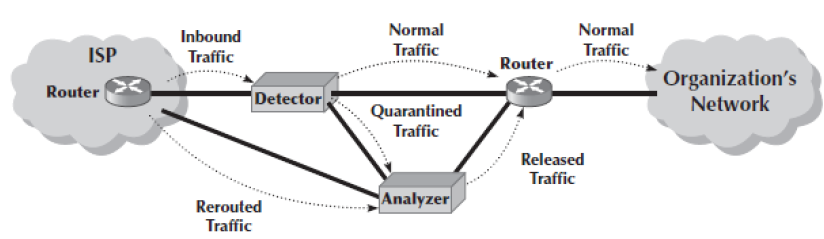 ISP
Router
Inbound
Traffic
Detector
Normal
Traffic
Quarantined
Traffic
Router
Normal
Traffic
Organization's
Network
Rerouted
Traffic
Analyzer
Released
Traffic